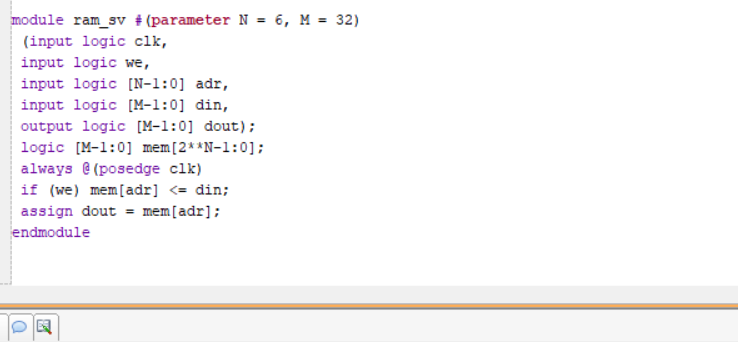 module ram_sv #(parameter N = 6, M = 32)
(input logic clk,
input logic we,
input logic [N-1:0] adr,
input logic [M-1:0] din,
output logic [M-1:0] dout);
logic [M-1:0] mem[2**N-1:0];
always @(posedge clk)
if (we) mem[adr] <= din;
assign dout = mem[adr];
endmodule